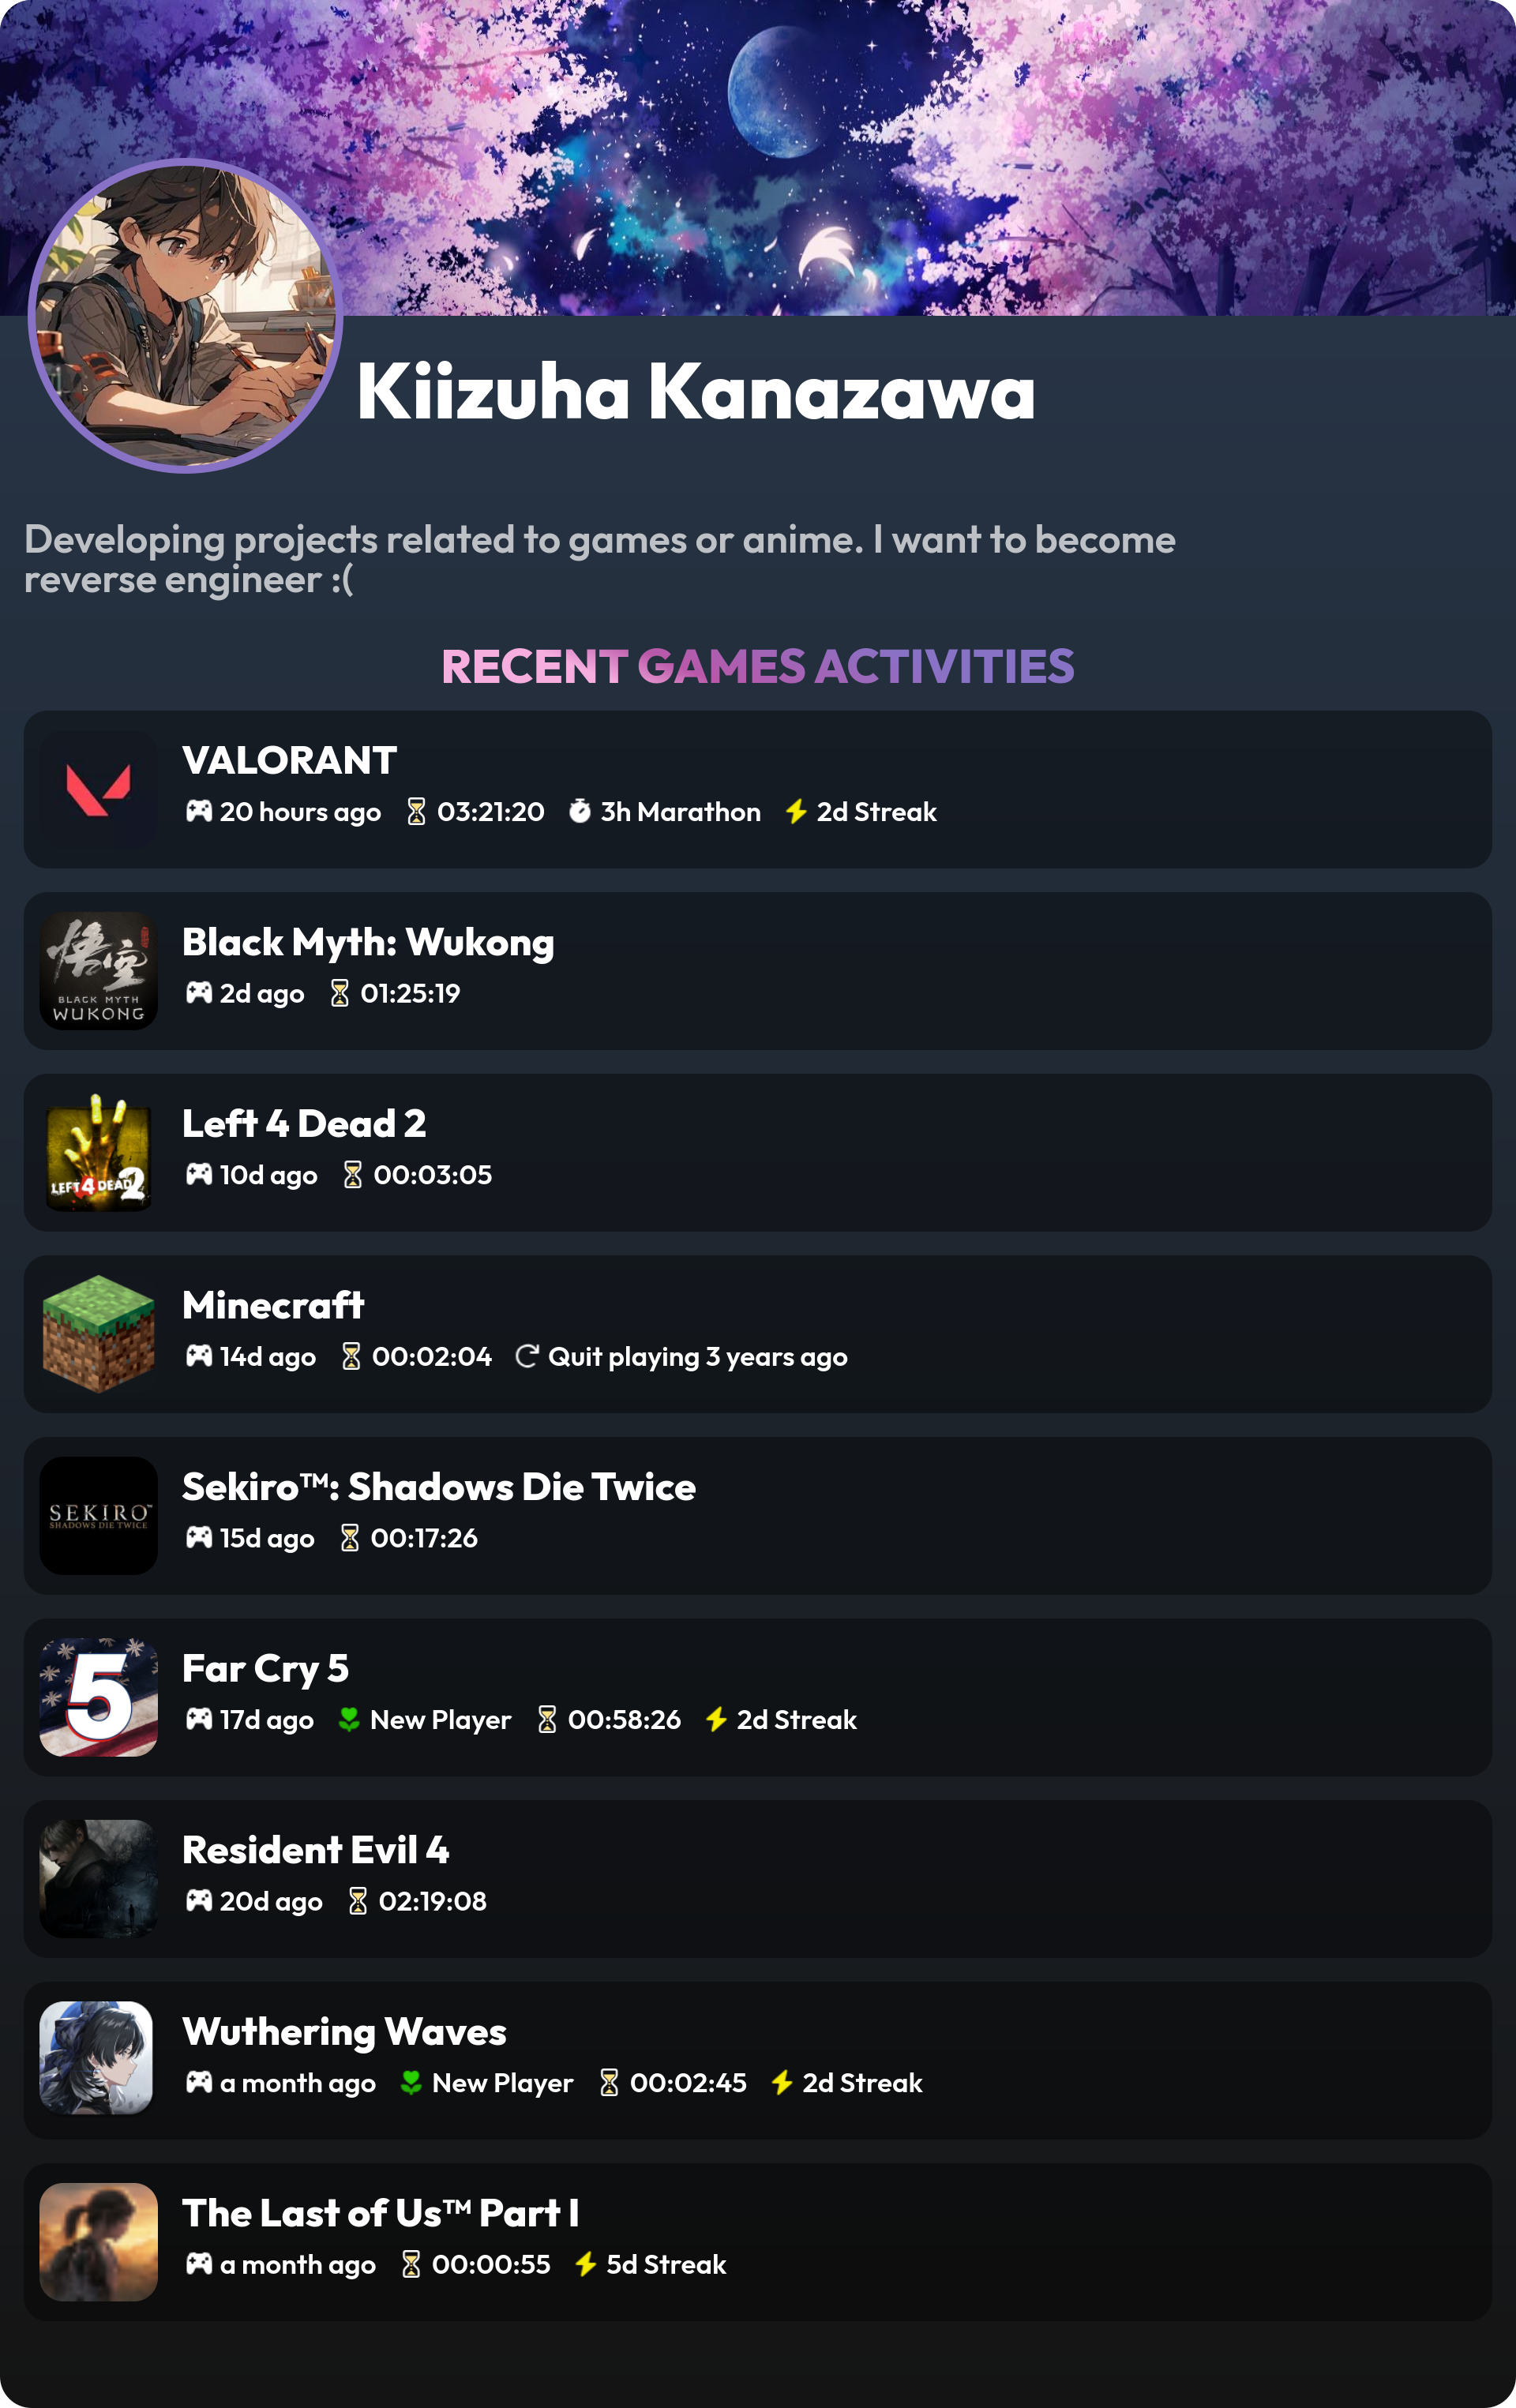 Kiizuha Kanazawa
Developing projects related to games or anime. I want to become
reverse engineer :(
RECENT GAMES ACTIVITIES
VALORANT
20 hours ago 03:21:20 3h Marathon 2d Streak
悟空
BLACK MYTH
WUKONG
Black Myth: Wukong
2d ago 01:25:19
LEFT 4 DEAD 2
Left 4 Dead 2
10d ago 00:03:05
Minecraft
14d ago 00:02:04 Quit playing 3 years ago
SEKIRO™
SHADOWS DIE TWICE
Sekiro™: Shadows Die Twice
15d ago 00:17:26
5
Far Cry 5
17d ago New Player 00:58:26 2d Streak
Resident Evil 4
20d ago 02:19:08
Wuthering Waves
a month ago New Player 00:02:45 2d Streak
The Last of Us™ Part I
a month ago 00:00:55 5d Streak